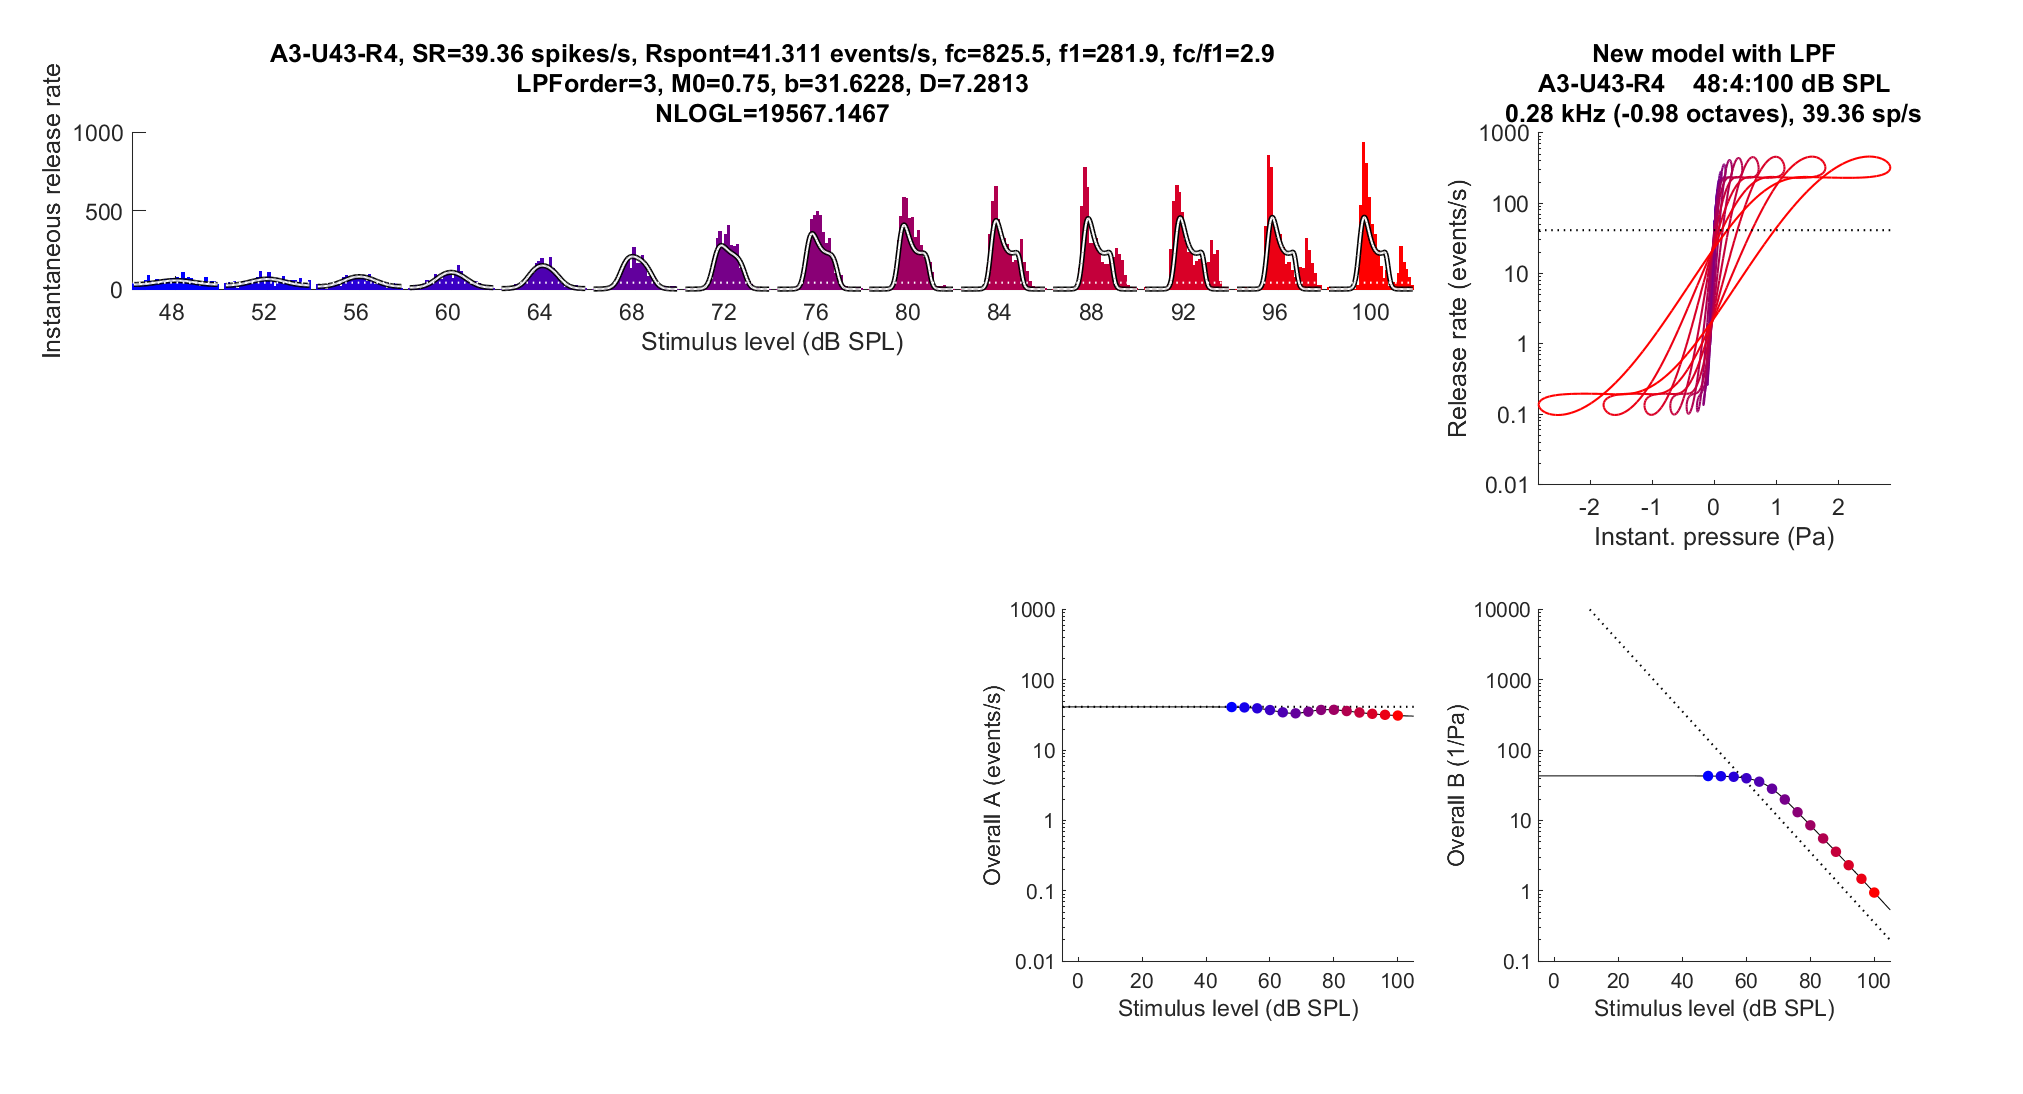 A3-U43-R4, SR=39.36 spikes/s, Rspont=41.311 events/s, fc=825.5, f1=281.9, fc/f1=2.9
LPForder=3, M0=0.75, b=31.6228, D=7.2813
NLOGL=19567.1467
Instantaneous release rate
1000
500
0
48 52 56 60 64 68 72 76 80 84 88 92 96 100
Stimulus level (dB SPL)
New model with LPF
A3-U43-R4 48:4:100 dB SPL
0.28 kHz (-0.98 octaves), 39.36 sp/s
Release rate (events/s)
1000
100
10
1
0.1
0.01
-2 -1 0 1 2
Instant. pressure (Pa)
Overall A (events/s)
1000
100
10
1
0.1
0.01
0 20 40 60 80 100
Stimulus level (dB SPL)
Overall B (1/Pa)
10000
1000
100
10
1
0.1
0 20 40 60 80 100
Stimulus level (dB SPL)